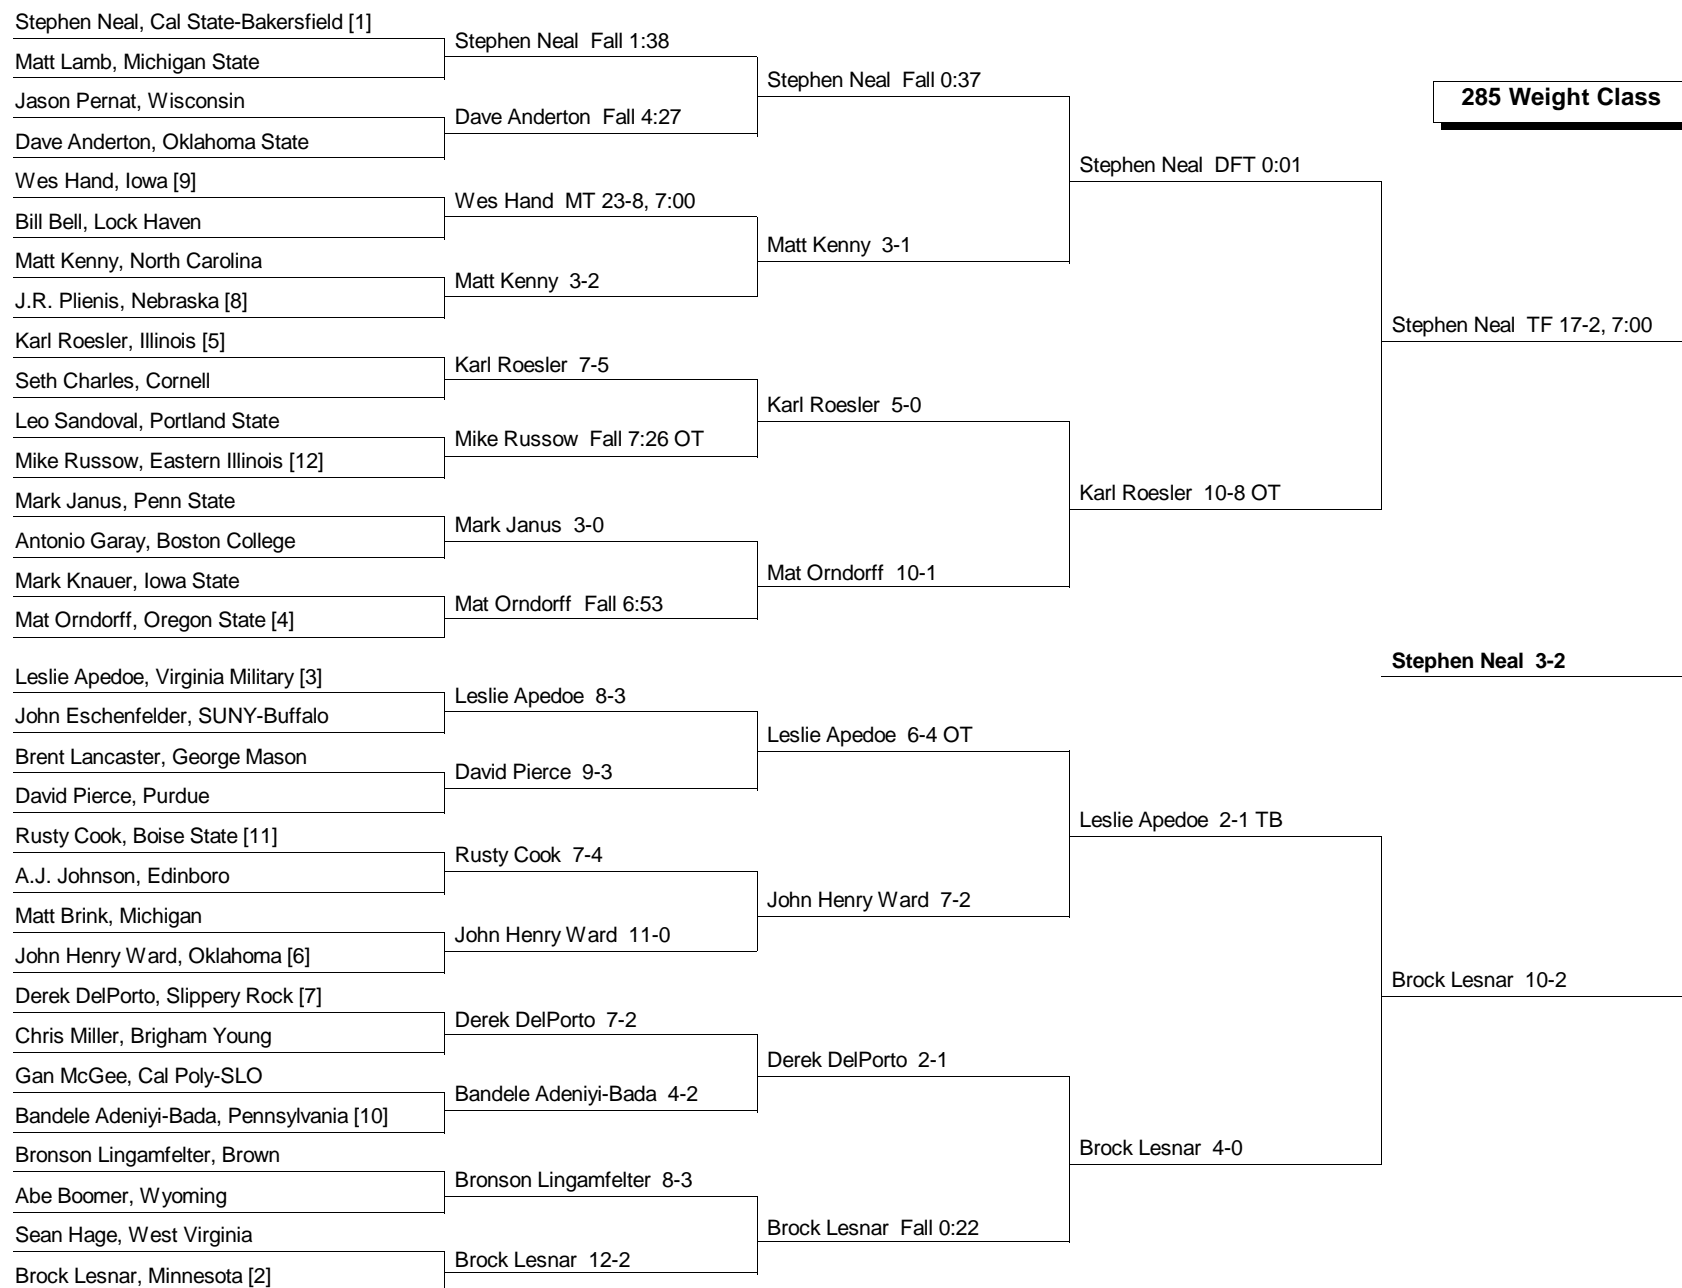 Stephen Neal, Cal State-Bakersfield [1]
Matt Lamb, Michigan State
Jason Pernat, Wisconsin
Dave Anderton, Oklahoma State
Wes Hand, Iowa [9]
Bill Bell, Lock Haven
Matt Kenny, North Carolina
J.R. Plienis, Nebraska [8]
Karl Roesler, Illinois [5]
Seth Charles, Cornell
Leo Sandoval, Portland State
Mike Russow, Eastern Illinois [12]
Mark Janus, Penn State
Antonio Garay, Boston College
Mark Knauer, Iowa State
Mat Orndorff, Oregon State [4]
Leslie Apedoe, Virginia Military [3]
John Eschenfelder, SUNY-Buffalo
Brent Lancaster, George Mason
David Pierce, Purdue
Rusty Cook, Boise State [11]
A.J. Johnson, Edinboro
Matt Brink, Michigan
John Henry Ward, Oklahoma [6]
Derek DelPorto, Slippery Rock [7]
Chris Miller, Brigham Young
Gan McGee, Cal Poly-SLO
Bandele Adeniyi-Bada, Pennsylvania [10]
Bronson Lingamfelter, Brown
Abe Boomer, Wyoming
Sean Hage, West Virginia
Brock Lesnar, Minnesota [2]
Stephen Neal Fall 1:38
Dave Anderton Fall 4:27
Wes Hand MT 23-8, 7:00
Matt Kenny 3-2
Karl Roesler 7-5
Mike Russow Fall 7:26 OT
Mark Janus 3-0
Mat Orndorff Fall 6:53
Leslie Apedoe 8-3
David Pierce 9-3
Rusty Cook 7-4
John Henry Ward 11-0
Derek DelPorto 7-2
Bandele Adeniyi-Bada 4-2
Bronson Lingamfelter 8-3
Brock Lesnar 12-2
Stephen Neal Fall 0:37
Matt Kenny 3-1
Karl Roesler 5-0
Mat Orndorff 10-1
Leslie Apedoe 6-4 OT
John Henry Ward 7-2
Derek DelPorto 2-1
Brock Lesnar Fall 0:22
Stephen Neal DFT 0:01
Karl Roesler 10-8 OT
Leslie Apedoe 2-1 TB
Brock Lesnar 4-0
285 Weight Class
Stephen Neal TF 17-2, 7:00
Stephen Neal 3-2
Brock Lesnar 10-2